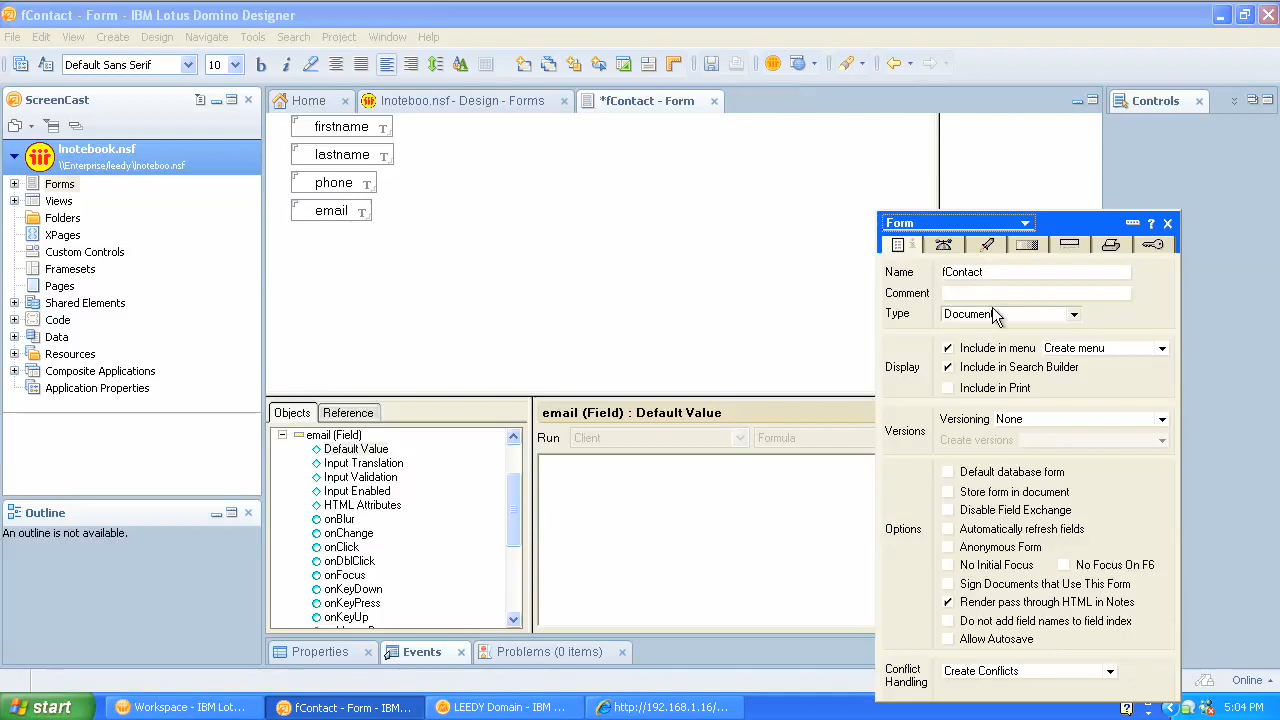 fContact - Form - IBM Lotus Domino Designer
File Edit View Create Design Navigate Tools Search Project Window Help
Default Sans Serif 10 b i
ScreenCast
lnotebook.nsf
\\Enterprise/leedy\lnoteboo.nsf
Forms
Views
Folders
XPages
Custom Controls
Framesets
Pages
Shared Elements
Code
Data
Resources
Composite Applications
Application Properties
Outline
An outline is not available.
Home
lnoteboo.nsf - Design - Forms
*fContact - Form
firstname T
lastname T
phone T
email T
Objects Reference
email (Field)
Default Value
Input Translation
Input Validation
Input Enabled
HTML Attributes
onBlur
onChange
onClick
onDblClick
onFocus
onKeyDown
onKeyPress
onKeyUp
email (Field) : Default Value
Run Client Formula
Properties Events Problems (0 items)
Controls
Form
Name fContact
Comment
Type Document
Display
Include in menu Create menu
Include in Search Builder
Include in Print
Versions
Versioning None
Create versions
Options
Default database form
Store form in document
Disable Field Exchange
Automatically refresh fields
Anonymous Form
No Initial Focus No Focus On F6
Sign Documents that Use This Form
Render pass through HTML in Notes
Do not add field names to field index
Allow Autosave
Conflict Handling
Create Conflicts
Online
start
Workspace - IBM Lot...
fContact - Form - IBM...
LEEDY Domain - IBM ...
http://192.168.1.16/...
5:04 PM